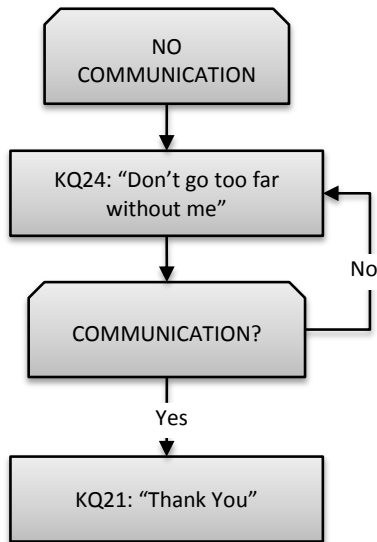 NO
COMMUNICATION
KQ24: “Don’t go too far
without me”
No
COMMUNICATION?
Yes
KQ21: “Thank You”